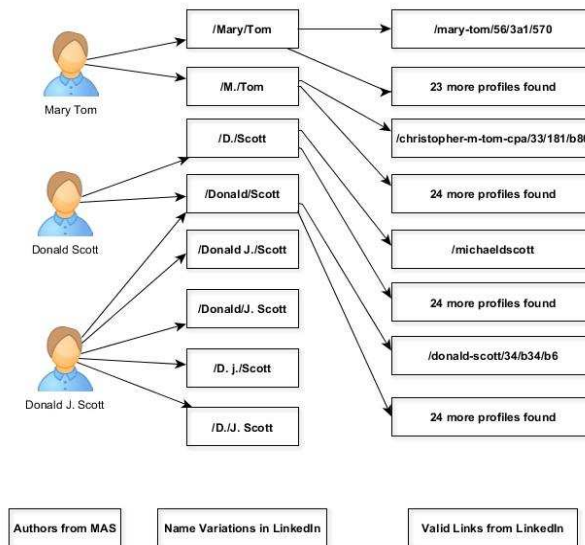 /Mary/Tom
/mary-tom/56/3a1/570
Mary Tom
/M./Tom
23 more profiles found
/D./Scott
/christopher-m-tom-cpa/33/181/b80
/Donald/Scott
24 more profiles found
Donald Scott
/Donald J./Scott
/michaeldscott
/Donald/J. Scott
24 more profiles found
/D. j./Scott
/donald-scott/34/b34/b6
Donald J. Scott
/D./J. Scott
24 more profiles found
Authors from MAS
Name Variations in LinkedIn
Valid Links from LinkedIn